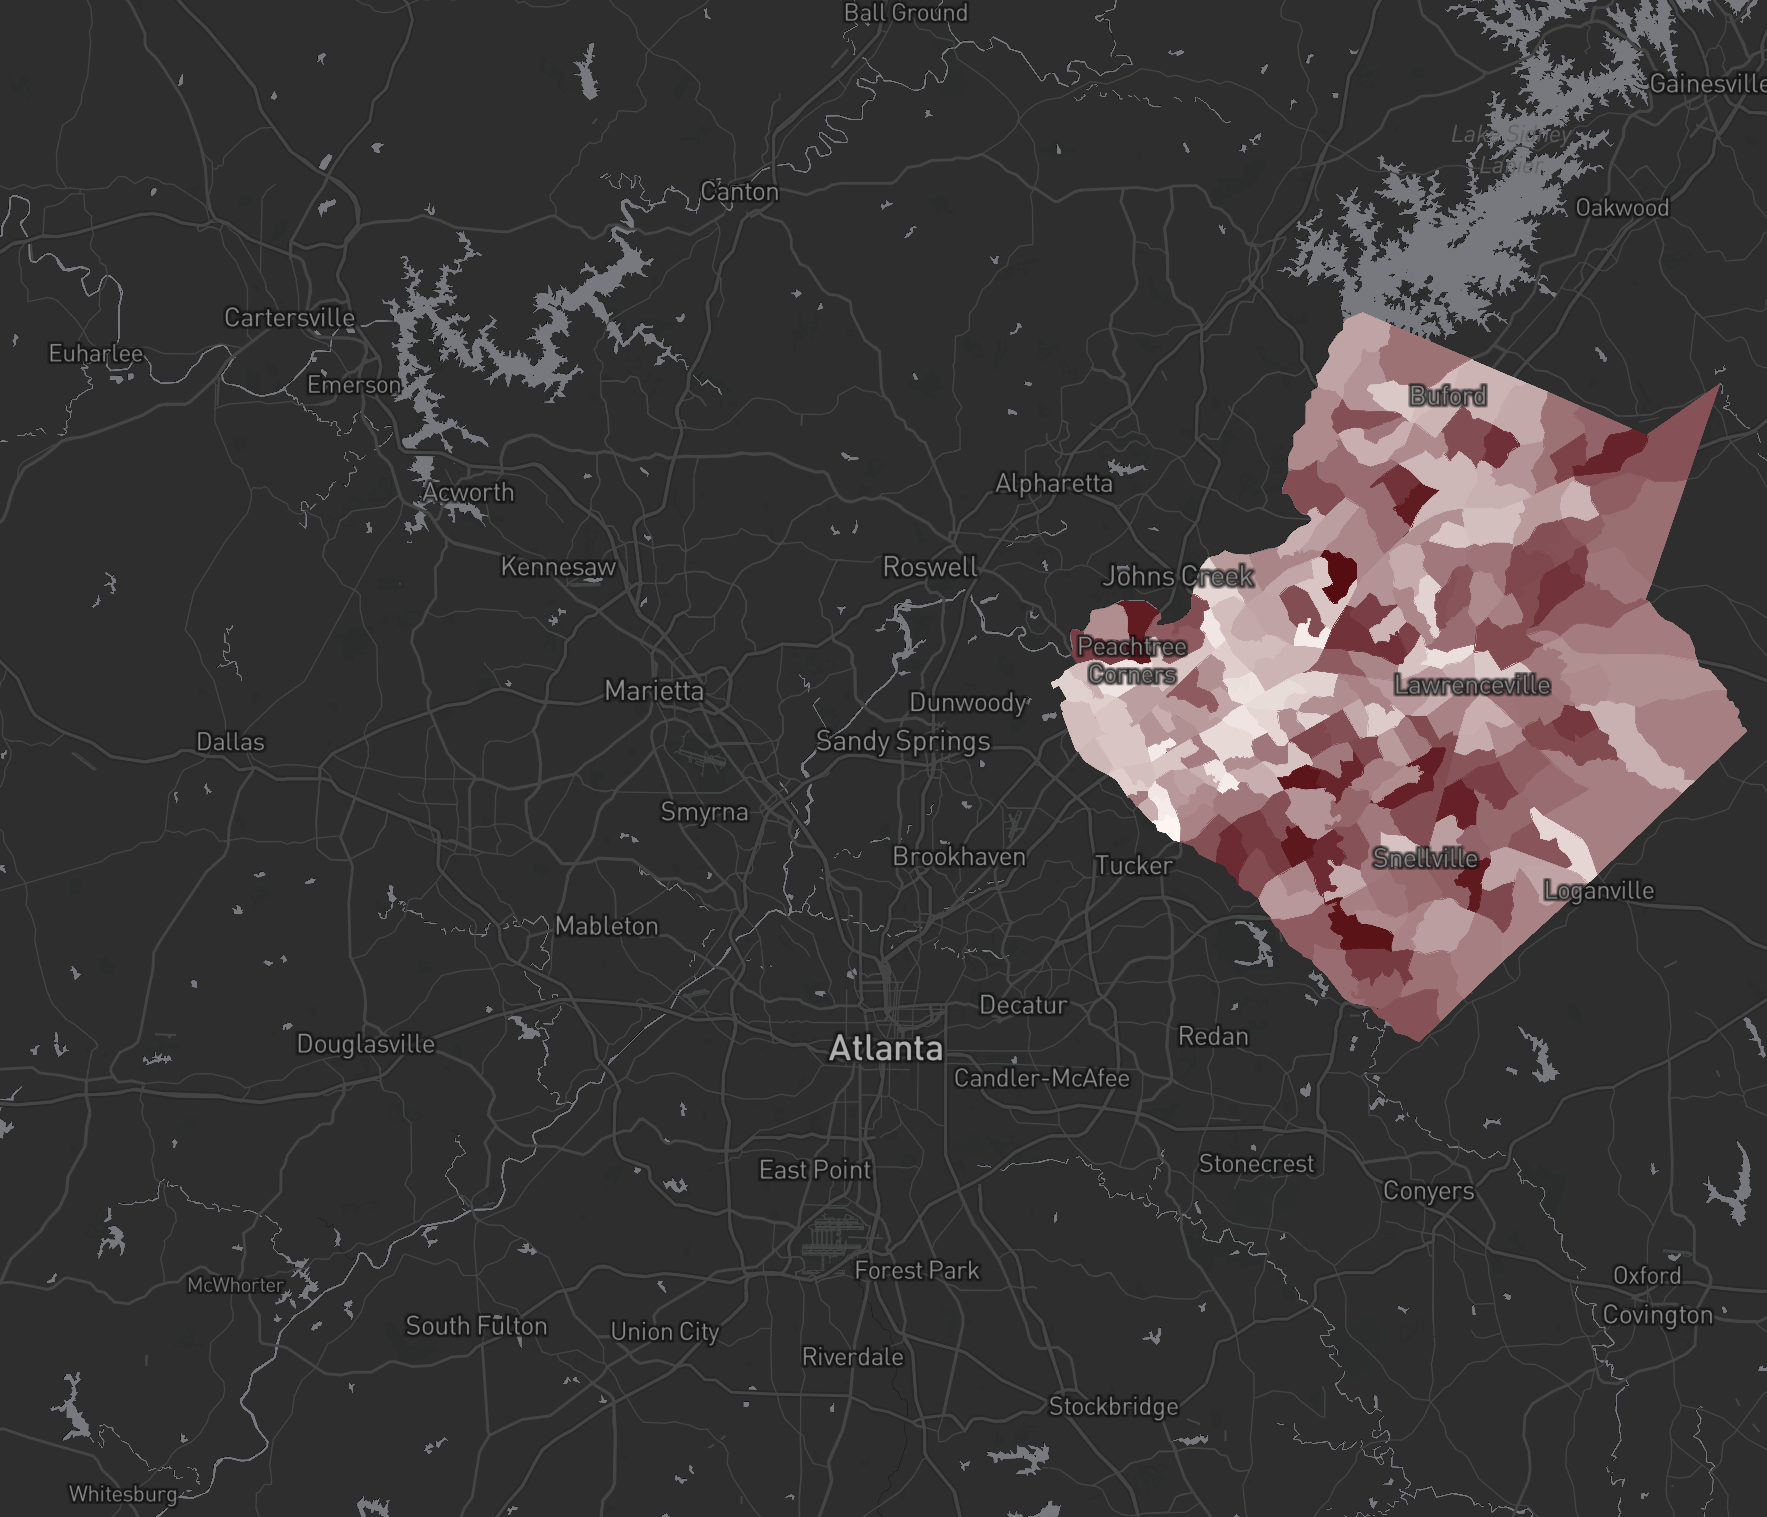 Ball Ground
Gainesville
Lake Sidney
Lanier
Canton
Oakwood
Cartersville
Euharlee
Emerson
Buford
Acworth
Alpharetta
Kennesaw
Roswell
Johns Creek
Peachtree
Corners
Marietta
Dunwoody
Lawrenceville
Dallas
Sandy Springs
Smyrna
Brookhaven
Tucker
Snellville
Loganville
Mableton
Decatur
Redan
Douglasville
Atlanta
Candler-McAfee
East Point
Stonecrest
Conyers
McWhorter
Forest Park
Oxford
Covington
South Fulton
Union City
Riverdale
Stockbridge
Whitesburg